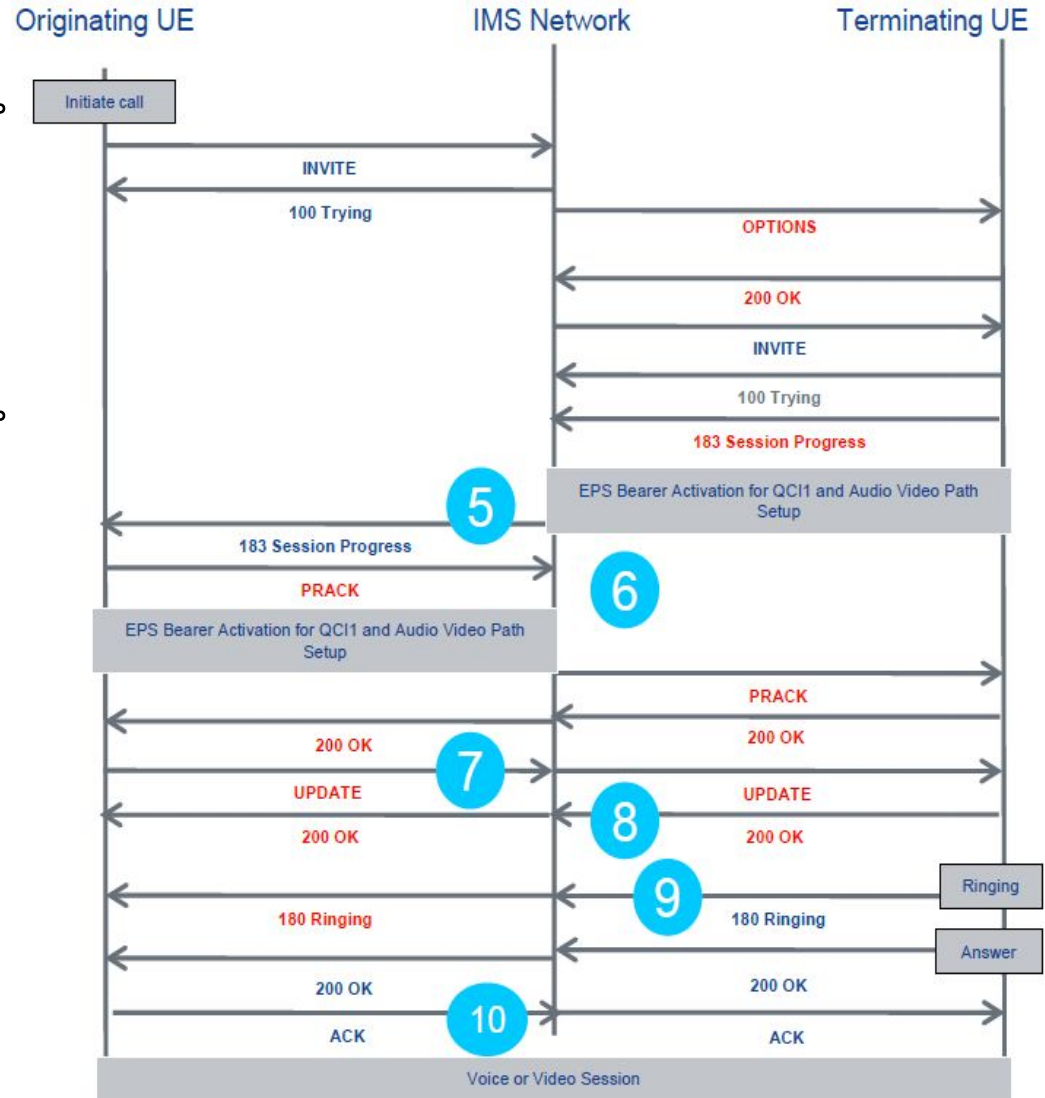 Originating UE
IMS Network
Terminating UE
Initiate call
INVITE
100 Trying
OPTIONS
200 OK
INVITE
100 Trying
183 Session Progress
EPS Bearer Activation for QCI1 and Audio Video Path
Setup
5
183 Session Progress
PRACK
6
EPS Bearer Activation for QCI1 and Audio Video Path
Setup
PRACK
200 OK
200 OK
7
UPDATE
UPDATE
8
200 OK
200 OK
Ringing
9
180 Ringing
180 Ringing
Answer
200 OK
200 OK
10
ACK
ACK
Voice or Video Session